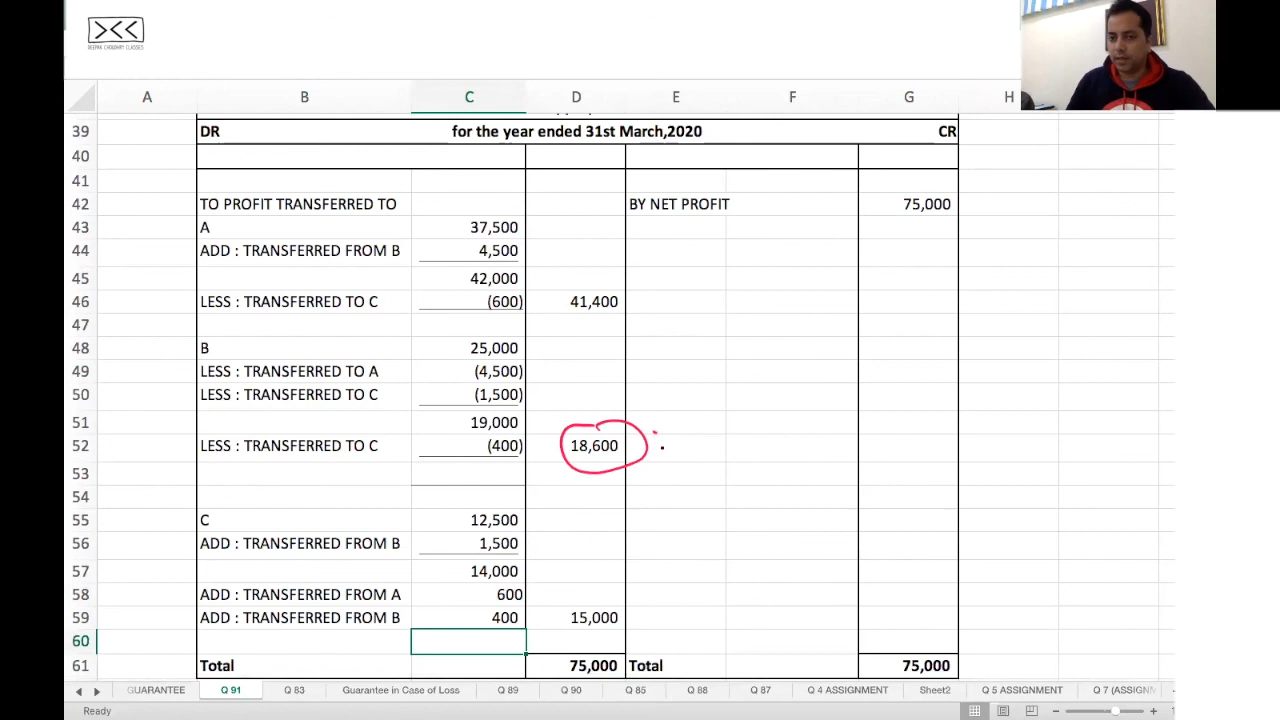 DEEPAK CHOUDHARY CLASSES
A B C D E F G H
39 DR for the year ended 31st March,2020 CR
40
41
42 TO PROFIT TRANSFERRED TO BY NET PROFIT 75,000
43 A 37,500
44 ADD : TRANSFERRED FROM B 4,500
45 42,000
46 LESS : TRANSFERRED TO C (600) 41,400
47
48 B 25,000
49 LESS : TRANSFERRED TO A (4,500)
50 LESS : TRANSFERRED TO C (1,500)
51 19,000
52 LESS : TRANSFERRED TO C (400) 18,600
53
54
55 C 12,500
56 ADD : TRANSFERRED FROM B 1,500
57 14,000
58 ADD : TRANSFERRED FROM A 600
59 ADD : TRANSFERRED FROM B 400 15,000
60
61 Total 75,000 Total 75,000
GUARANTEE Q 91 Q 83 Guarantee in Case of Loss Q 89 Q 90 Q 85 Q 88 Q 87 Q 4 ASSIGNMENT Sheet2 Q 5 ASSIGNMENT Q 7 (ASSIGN
Ready